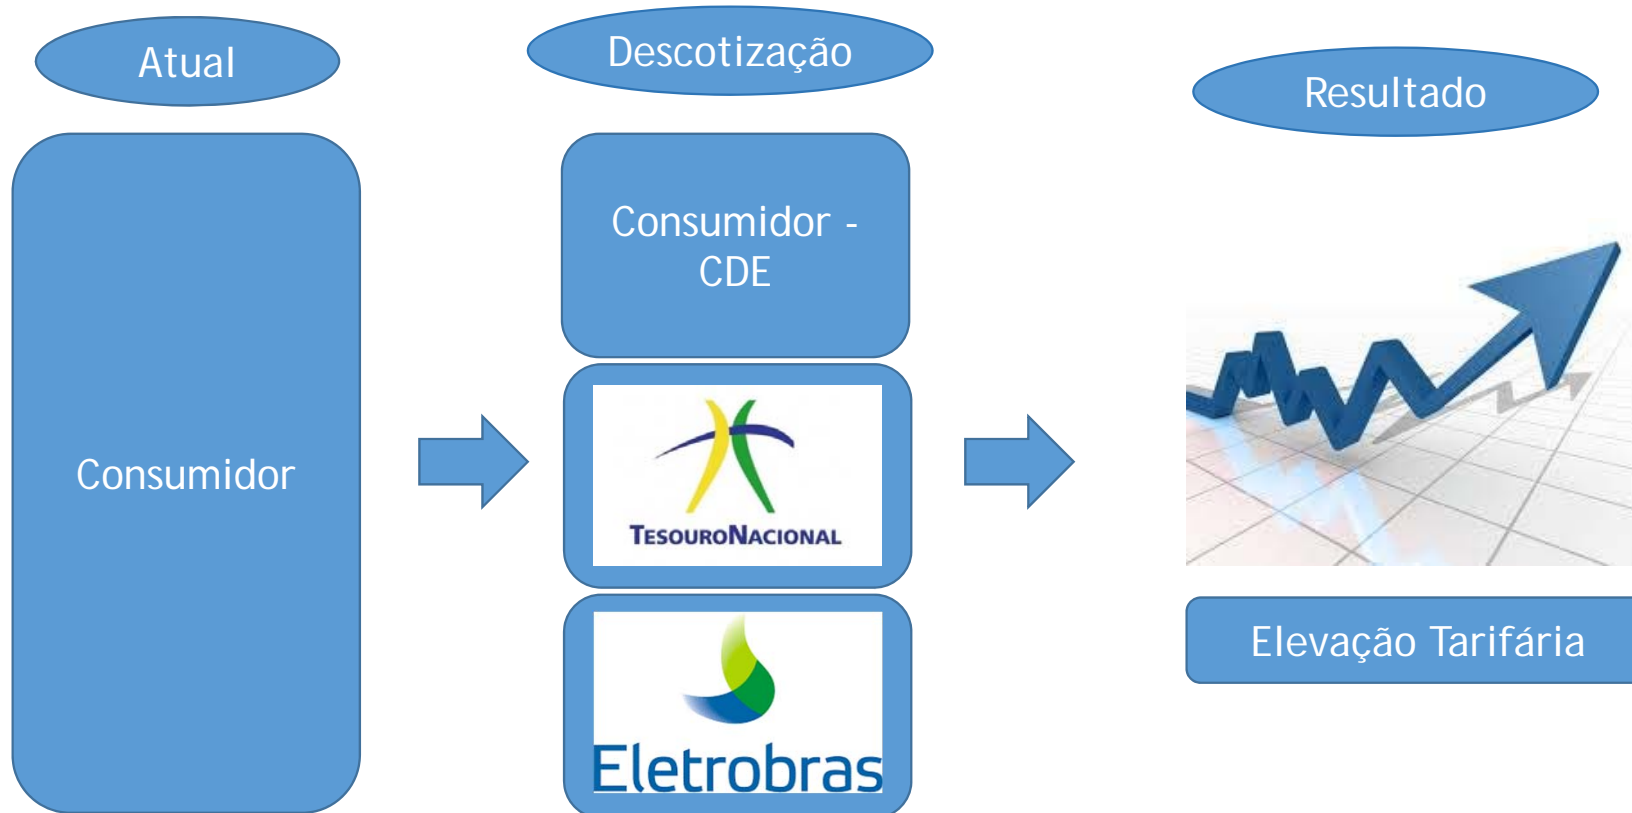 Atual
Descotização
Resultado
Consumidor
Consumidor -
CDE
TESOURONACIONAL
Eletrobras
Elevação Tarifária